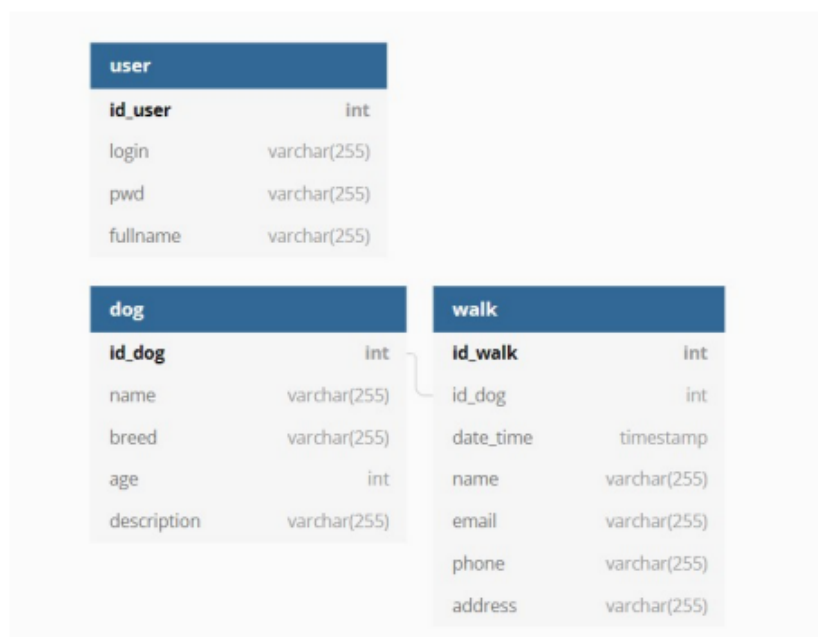 user
id_user int
login varchar(255)
pwd varchar(255)
fullname varchar(255)
dog
id_dog int
name varchar(255)
breed varchar(255)
age int
description varchar(255)
walk
id_walk int
id_dog int
date_time timestamp
name varchar(255)
email varchar(255)
phone varchar(255)
address varchar(255)